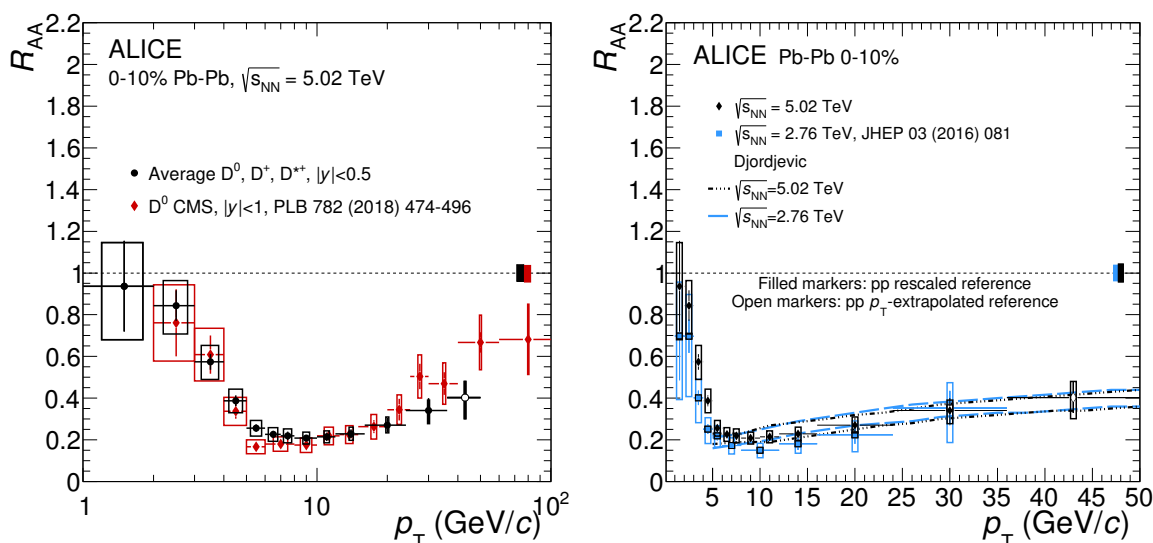 ALICE
0-10% Pb-Pb, √s_NN = 5.02 TeV
Average D⁰, D⁺, D*⁺, |y|<0.5
D⁰ CMS, |y|<1, PLB 782 (2018) 474-496
R_AA
2.2
2
1.8
1.6
1.4
1.2
1
0.8
0.6
0.4
0.2
0
1
10
10²
p_T (GeV/c)
ALICE Pb-Pb 0-10%
√s_NN = 5.02 TeV
√s_NN = 2.76 TeV, JHEP 03 (2016) 081
Djordjevic
√s_NN=5.02 TeV
√s_NN=2.76 TeV
Filled markers: pp rescaled reference
Open markers: pp p_T-extrapolated reference
R_AA
2.2
2
1.8
1.6
1.4
1.2
1
0.8
0.6
0.4
0.2
0
5 10 15 20 25 30 35 40 45 50
p_T (GeV/c)